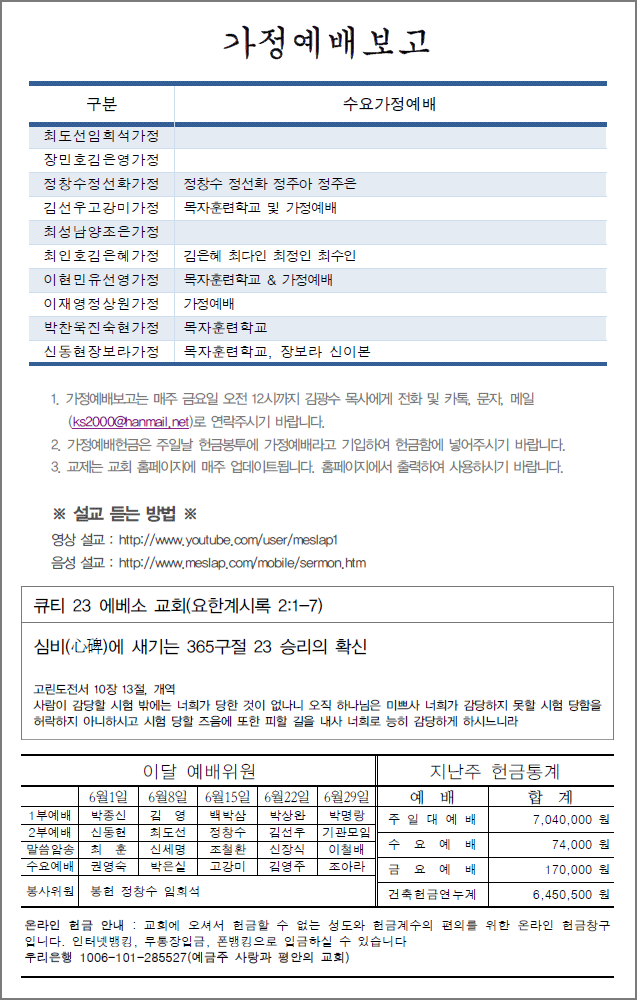 가정예배보고
구분 수요가정예배
최도선임희석가정
장민호김은영가정
정창수정선화가정 정창수 정선화 정주아 정주은
김선우고강미가정 목자훈련학교 및 가정예배
최성남양조은가정
최인호김은혜가정 김은혜 최다인 최정인 최수인
이현민유선영가정 목자훈련학교 & 가정예배
이재영정상원가정 가정예배
박찬욱진숙현가정 목자훈련학교
신동현장보라가정 목자훈련학교, 장보라 신이본
1. 가정예배보고는 매주 금요일 오전 12시까지 김광수 목사에게 전화 및 카톡, 문자, 메일
(ks2000@hanmail.net)로 연락주시기 바랍니다.
2. 가정예배헌금은 주일날 헌금봉투에 가정예배라고 기입하여 헌금함에 넣어주시기 바랍니다.
3. 교제는 교회 홈페이지에 매주 업데이트됩니다. 홈페이지에서 출력하여 사용하시기 바랍니다.
※ 설교 듣는 방법 ※
영상 설교 : http://www.youtube.com/user/meslap1
음성 설교 : http://www.meslap.com/mobile/sermon.htm
큐티 23 에베소 교회(요한계시록 2:1-7)
심비(心碑)에 새기는 365구절 23 승리의 확신
고린도전서 10장 13절, 개역
사람이 감당할 시험 밖에는 너희가 당한 것이 없나니 오직 하나님은 미쁘사 너희가 감당하지 못할 시험 당함을
허락하지 아니하시고 시험 당할 즈음에 또한 피할 길을 내사 너희로 능히 감당하게 하시느니라
이달 예배위원
6월1일 6월8일 6월15일 6월22일 6월29일
1부예배 박종신 김 영 백박삼 박상완 박명랑
2부예배 신동현 최도선 정창수 김선우 기관모임
말씀암송 최 훈 신세명 조철환 신장식 이철배
수요예배 권영숙 박은실 고강미 김영주 조아라
봉사위원 봉헌 정창수 임희석
지난주 헌금통계
예 배 합 계
주 일 대 예 배 7,040,000 원
수 요 예 배 74,000 원
금 요 예 배 170,000 원
건축헌금연누계 6,450,500 원
온라인 헌금 안내 : 교회에 오셔서 헌금할 수 없는 성도와 헌금계수의 편의를 위한 온라인 헌금창구
입니다. 인터넷뱅킹, 무통장입금, 폰뱅킹으로 입금하실 수 있습니다
우리은행 1006-101-285527(예금주 사랑과 평안의 교회)